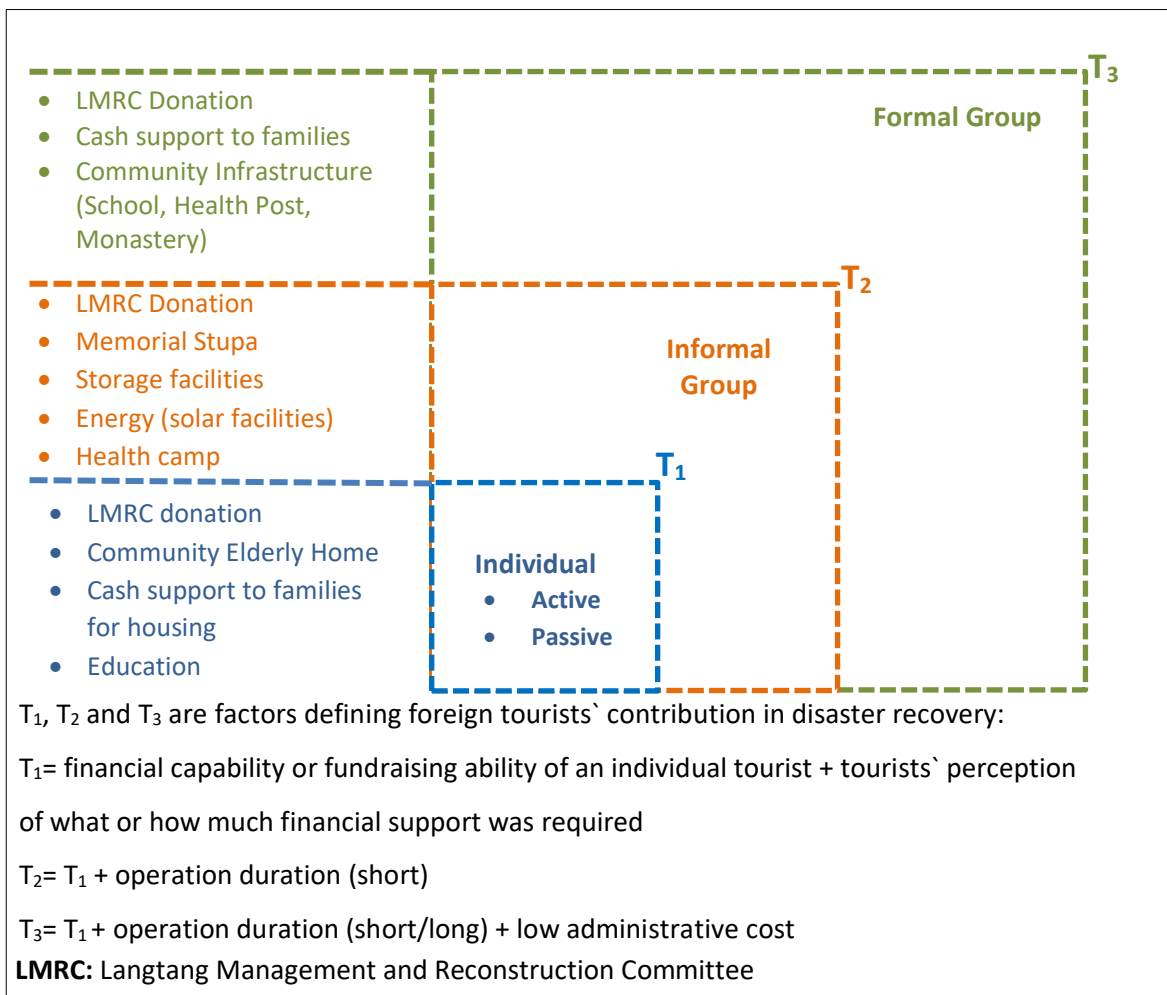 T₃
• LMRC Donation
• Cash support to families
• Community Infrastructure
(School, Health Post,
Monastery)
Formal Group
T₂
• LMRC Donation
• Memorial Stupa
• Storage facilities
• Energy (solar facilities)
• Health camp
Informal
Group
T₁
• LMRC donation
• Community Elderly Home
• Cash support to families
for housing
• Education
Individual
• Active
• Passive
T₁, T₂ and T₃ are factors defining foreign tourists` contribution in disaster recovery:
T₁= financial capability or fundraising ability of an individual tourist + tourists` perception
of what or how much financial support was required
T₂= T₁ + operation duration (short)
T₃= T₁ + operation duration (short/long) + low administrative cost
LMRC: Langtang Management and Reconstruction Committee